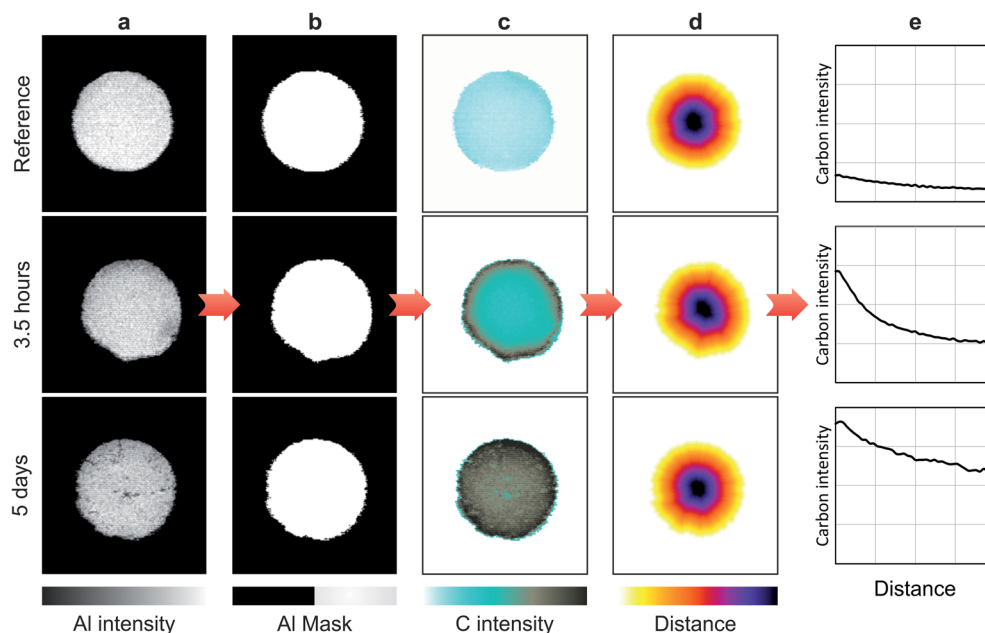 a b c d e
Reference
Carbon intensity
3.5 hours
Carbon intensity
5 days
Carbon intensity
Distance
Al intensity
Al Mask
C intensity
Distance